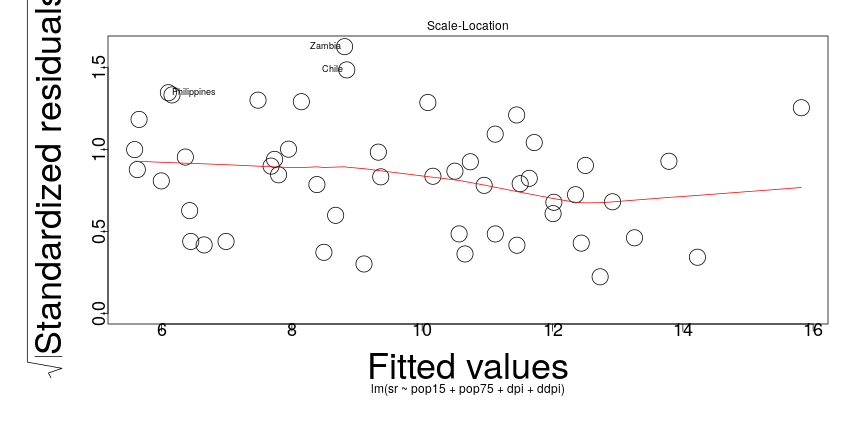 Scale-Location
√|Standardized residuals
1.5
1.0
0.5
0.0
Zambia
Chile
Philippines
6 8 10 12 14 16
Fitted values
lm(sr ~ pop15 + pop75 + dpi + ddpi)